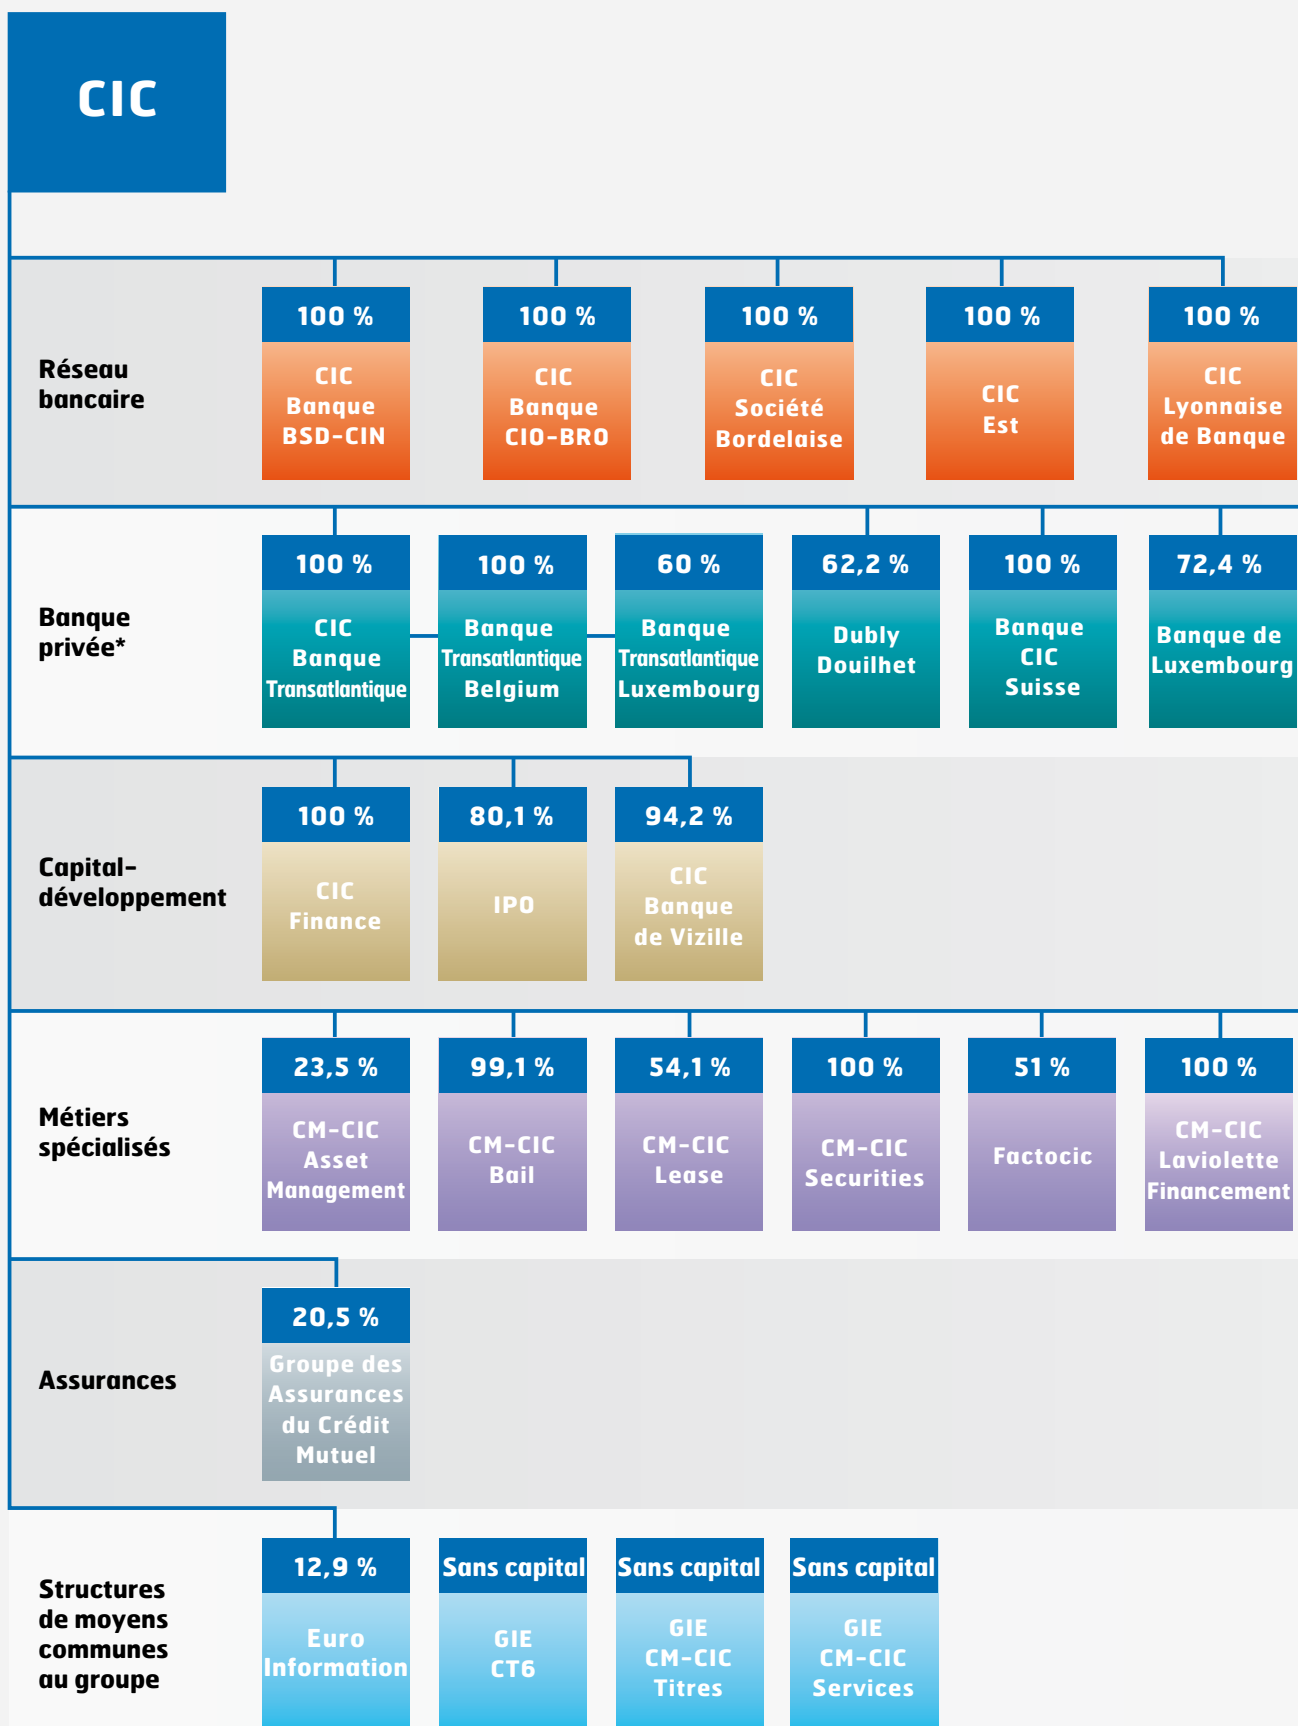 CIC
Réseau
bancaire
100 %
CIC
Banque
BSD-CIN
100 %
CIC
Banque
CIO-BRO
100 %
CIC
Société
Bordelaise
100 %
CIC
Est
100 %
CIC
Lyonnaise
de Banque
Banque
privée*
100 %
CIC
Banque
Transatlantique
100 %
Banque
Transatlantique
Belgium
60 %
Banque
Transatlantique
Luxembourg
62,2 %
Dubly
Douilhet
100 %
Banque
CIC
Suisse
72,4 %
Banque de
Luxembourg
Capital-
développement
100 %
CIC
Finance
80,1 %
IPO
94,2 %
CIC
Banque
de Vizille
Métiers
spécialisés
23,5 %
CM-CIC
Asset
Management
99,1 %
CM-CIC
Bail
54,1 %
CM-CIC
Lease
100 %
CM-CIC
Securities
51 %
Factocic
100 %
CM-CIC
Laviolette
Financement
Assurances
20,5 %
Groupe des
Assurances
du Crédit
Mutuel
Structures
de moyens
communes
au groupe
12,9 %
Euro
Information
Sans capital
GIE
CT6
Sans capital
GIE
CM-CIC
Titres
Sans capital
GIE
CM-CIC
Services